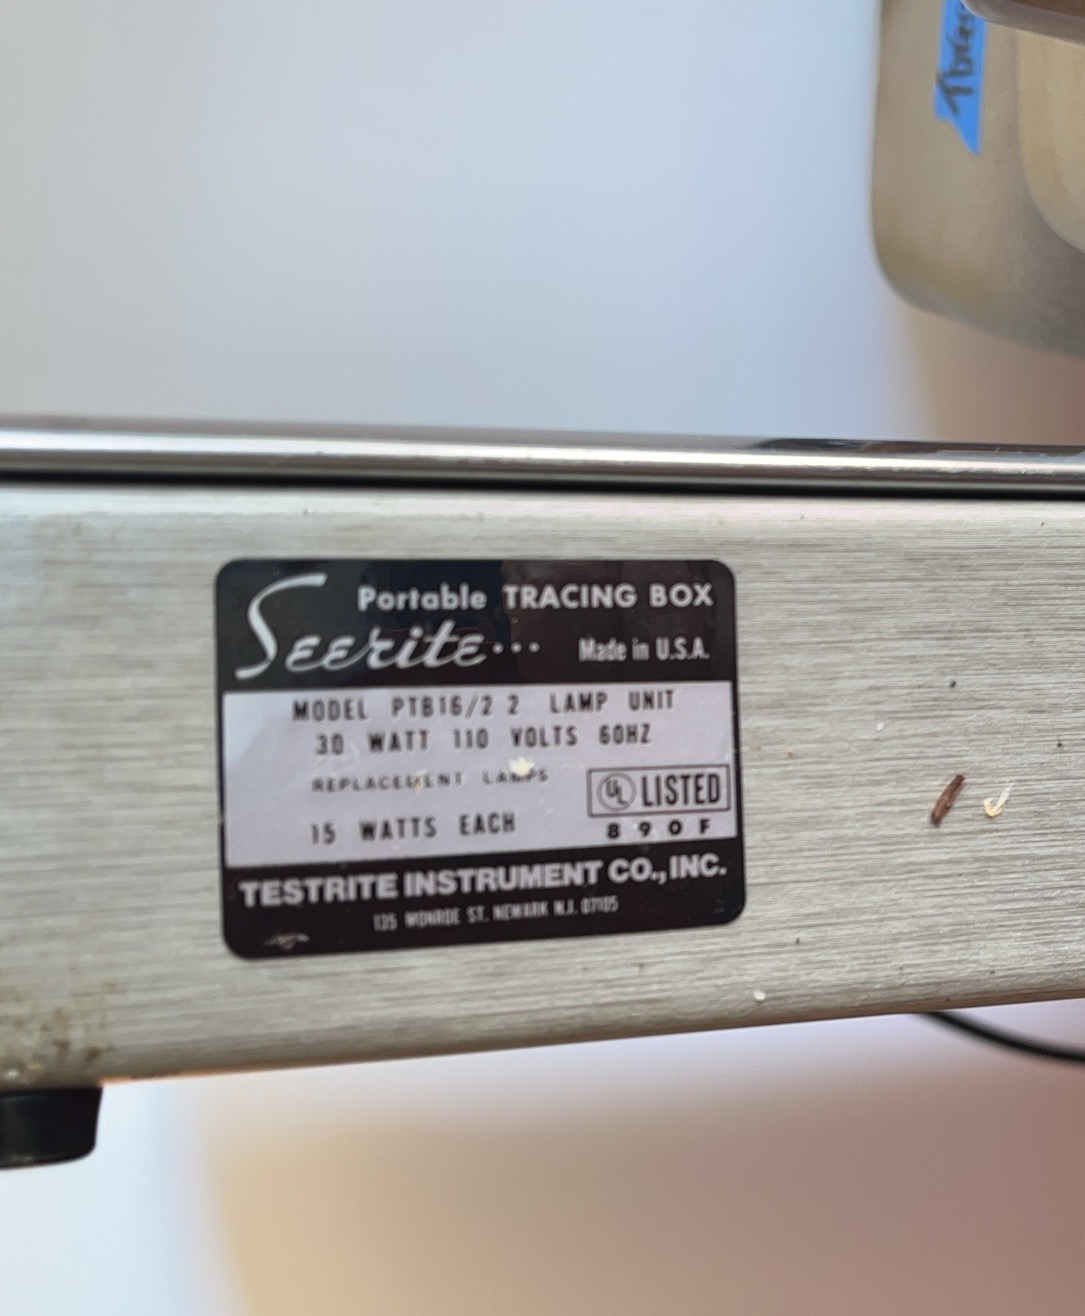 Portable TRACING BOX
Seerite... Made in U.S.A.
MODEL PTB16/2 2 LAMP UNIT
30 WATT 110 VOLTS 60HZ
REPLACEMENT LAMPS
15 WATTS EACH
UL LISTED
890F
TESTRITE INSTRUMENT CO., INC.
135 MONROE ST. NEWARK N.J. 07105